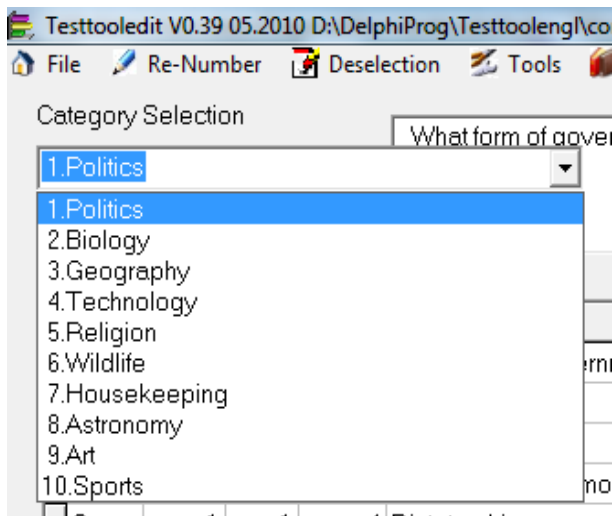 Testtooledit V0.39 05.2010 D:\DelphiProg\Testtoolengl\co
File Re-Number Deselection Tools
Category Selection
What form of gover
1.Politics
1.Politics
2.Biology
3.Geography
4.Technology
5.Religion
6.Wildlife
7.Housekeeping
8.Astronomy
9.Art
10.Sports